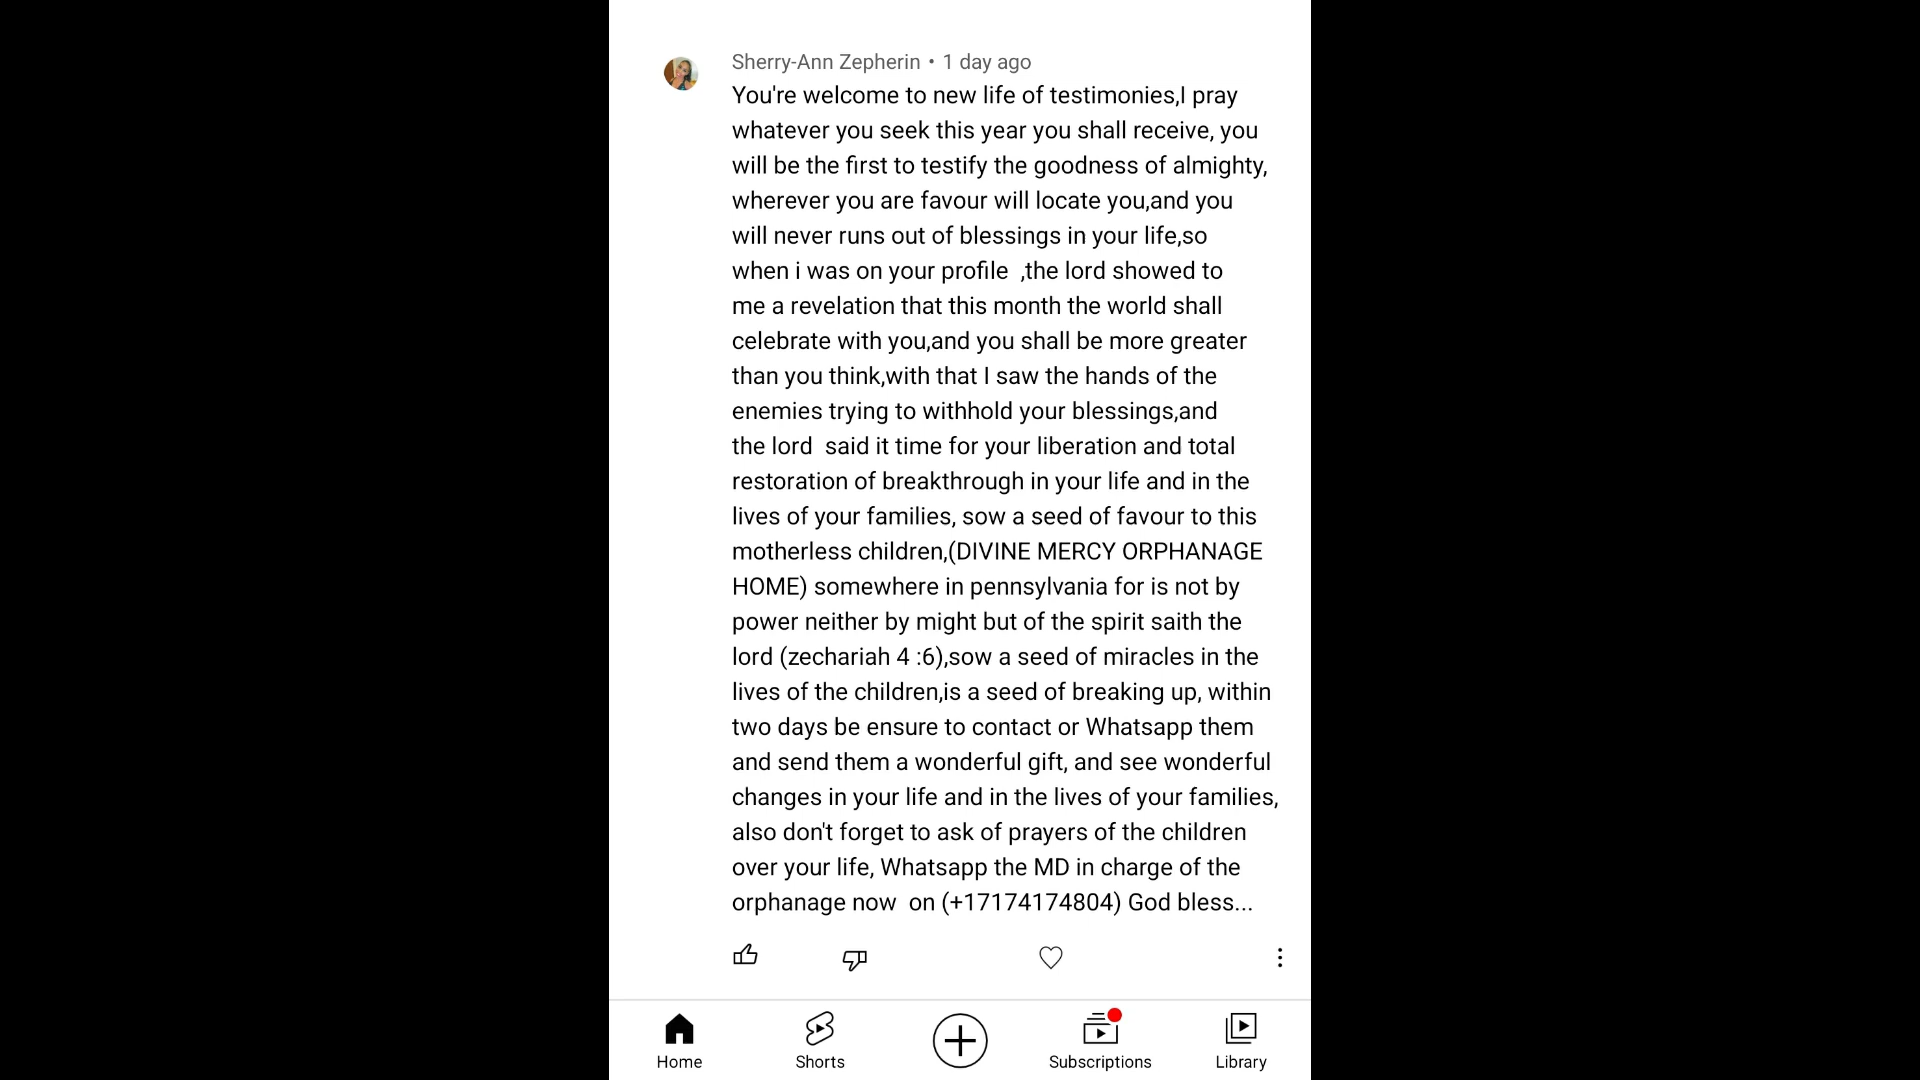 Sherry-Ann Zepherin • 1 day ago
You're welcome to new life of testimonies,I pray
whatever you seek this year you shall receive, you
will be the first to testify the goodness of almighty,
wherever you are favour will locate you,and you
will never runs out of blessings in your life,so
when i was on your profile  ,the lord showed to
me a revelation that this month the world shall
celebrate with you,and you shall be more greater
than you think,with that I saw the hands of the
enemies trying to withhold your blessings,and
the lord  said it time for your liberation and total
restoration of breakthrough in your life and in the
lives of your families, sow a seed of favour to this
motherless children,(DIVINE MERCY ORPHANAGE
HOME) somewhere in pennsylvania for is not by
power neither by might but of the spirit saith the
lord (zechariah 4 :6),sow a seed of miracles in the
lives of the children,is a seed of breaking up, within
two days be ensure to contact or Whatsapp them
and send them a wonderful gift, and see wonderful
changes in your life and in the lives of your families,
also don't forget to ask of prayers of the children
over your life, Whatsapp the MD in charge of the
orphanage now  on (+17174174804) God bless...
Home Shorts Subscriptions Library